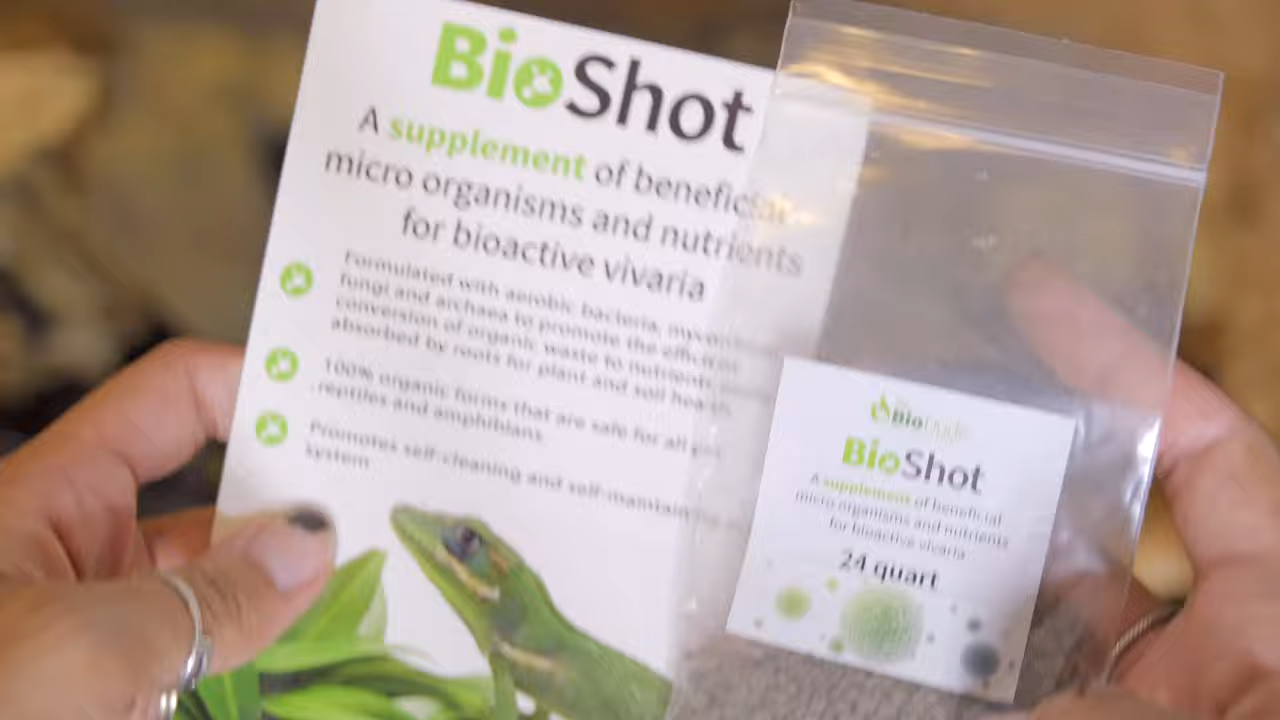 BioShot
A supplement of beneficial
micro organisms and nutrients
for bioactive vivaria
Formulated with aerobic bacteria,
fungi and archaea to promote the efficient
conversion of organic waste to nutrients
absorbed by roots for plant and soil health.
100% organic forms that are safe for all
reptiles and amphibians.
Promotes self-cleaning and
system
Bio
BioShot
A supplement of beneficial
micro organisms and nutrients
for bioactive vivaria
24 quart